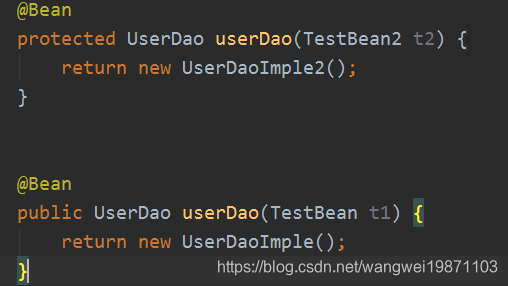 @Bean
protected UserDao userDao(TestBean2 t2) {
    return new UserDaoImple2();
}
@Bean
public UserDao userDao(TestBean t1) {
    return new UserDaoImple();
}
https://blog.csdn.net/wangwei19871103